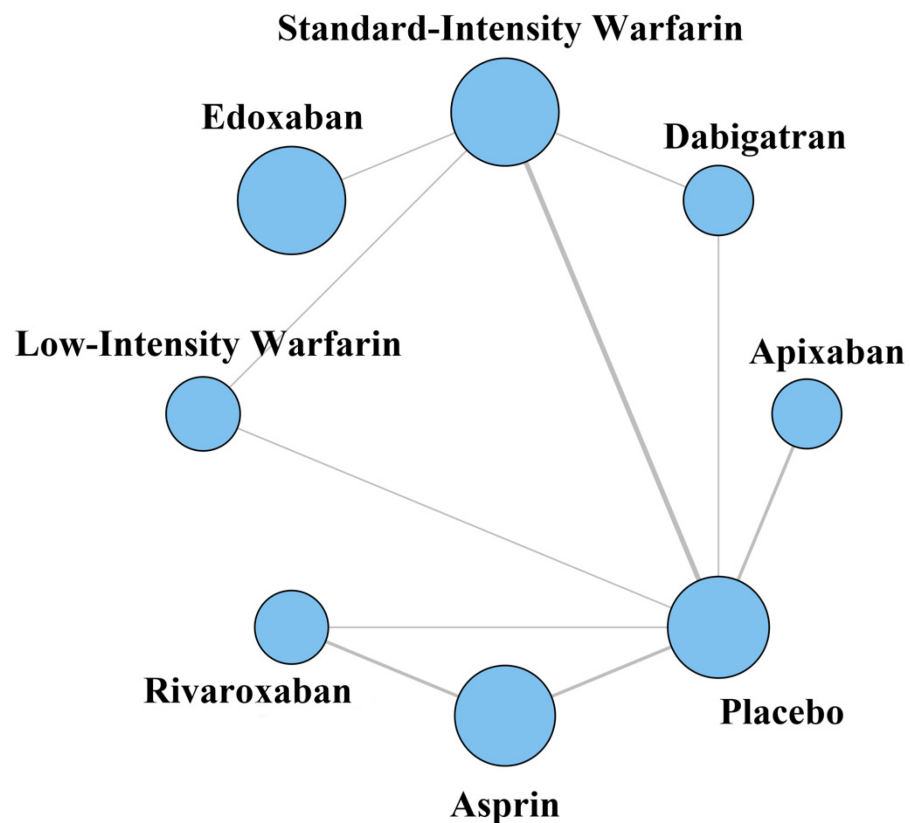 Standard-Intensity Warfarin
Edoxaban
Dabigatran
Low-Intensity Warfarin
Apixaban
Rivaroxaban
Placebo
Asprin